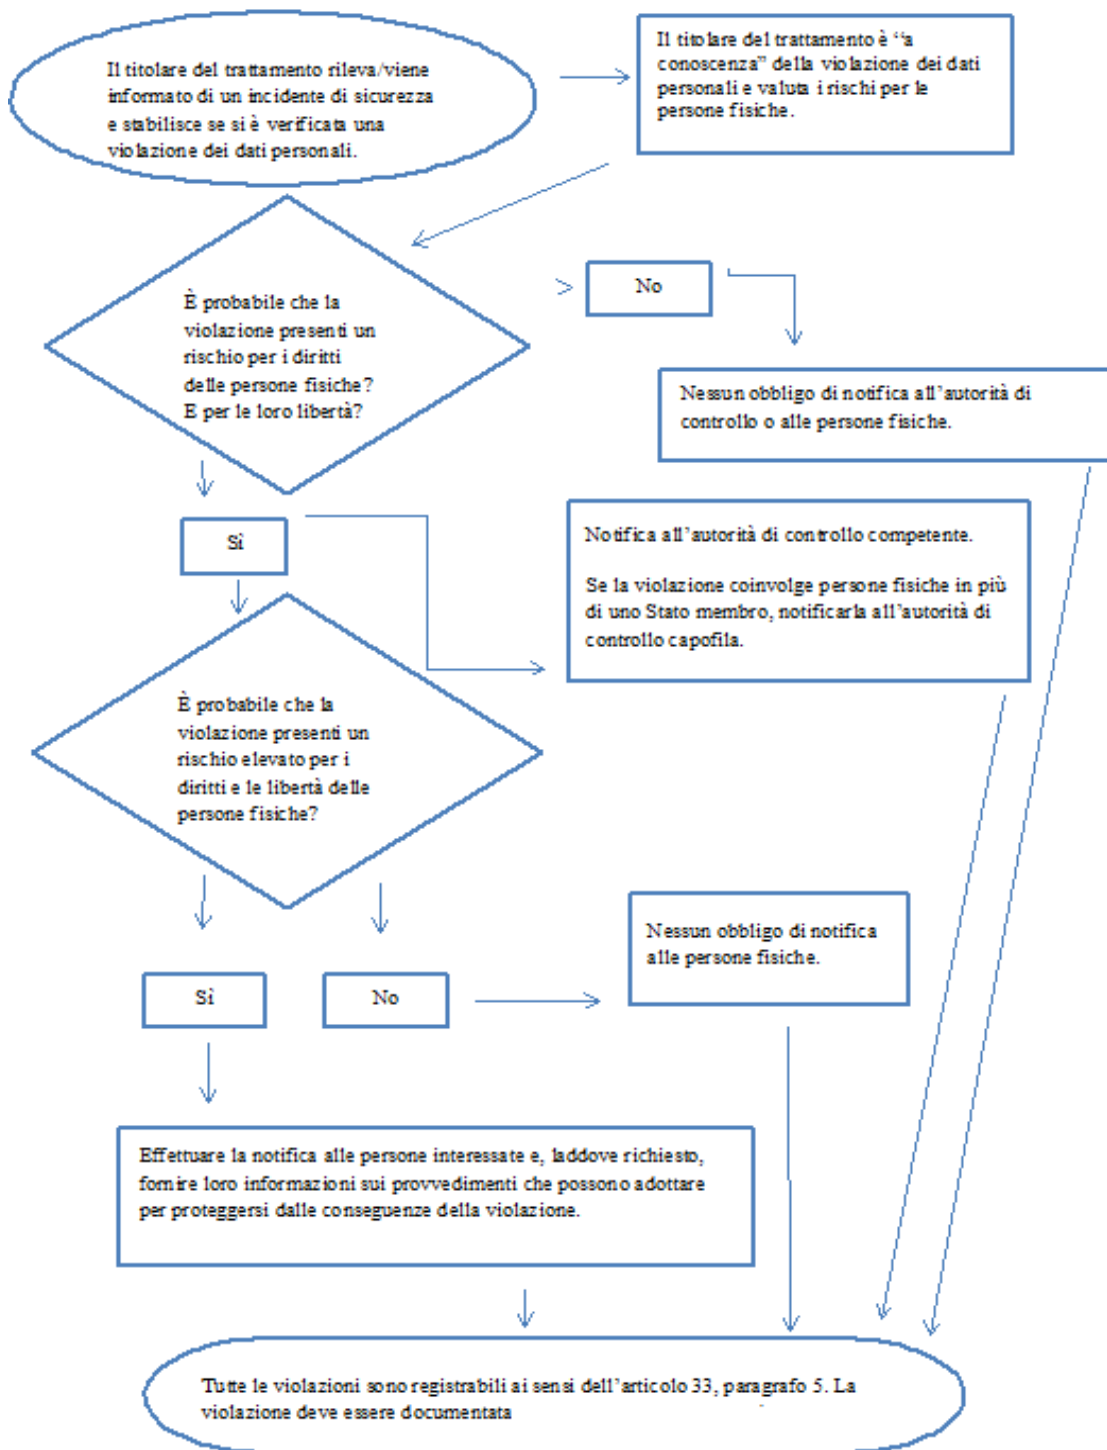 Il titolare del trattamento rileva/viene
informato di un incidente di sicurezza
e stabilisce se si è verificata una
violazione dei dati personali.
Il titolare del trattamento è “a
conoscenza” della violazione dei dati
personali e valuta i rischi per le
persone fisiche.
È probabile che la
violazione presenti un
rischio per i diritti
delle persone fisiche?
E per le loro libertà?
No
Nessun obbligo di notifica all’autorità di
controllo o alle persone fisiche.
Sì
Notifica all’autorità di controllo competente.
Se la violazione coinvolge persone fisiche in più
di uno Stato membro, notificarla all’autorità di
controllo capofila.
È probabile che la
violazione presenti un
rischio elevato per i
diritti e le libertà delle
persone fisiche?
Sì
No
Nessun obbligo di notifica
alle persone fisiche.
Effettuare la notifica alle persone interessate e, laddove richiesto,
fornire loro informazioni sui provvedimenti che possono adottare
per proteggersi dalle conseguenze della violazione.
Tutte le violazioni sono registrabili ai sensi dell’articolo 33, paragrafo 5. La
violazione deve essere documentata